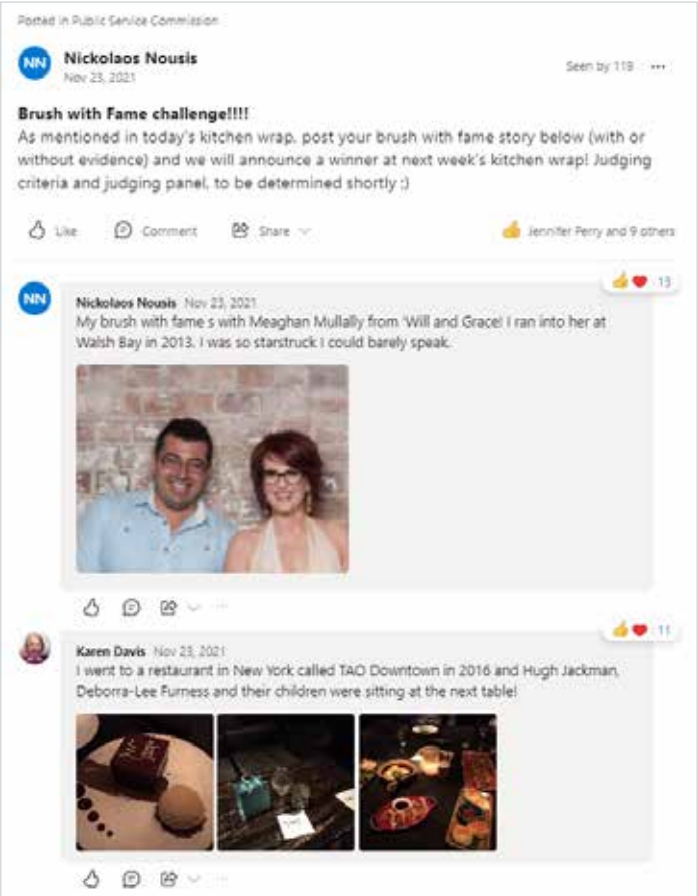 Posted in Public Service Commission
NN
Nickolaos Nousis
Nov 23, 2021
Seen by 119
Brush with Fame challenge!!!!
As mentioned in today's kitchen wrap, post your brush with fame story below (with or
without evidence) and we will announce a winner at next week's kitchen wrap! Judging
criteria and judging panel, to be determined shortly :)
Like
Comment
Share
Jennifer Perry and 9 others
13
NN
Nickolaos Nousis Nov 23, 2021
My brush with fame s with Meaghan Mullally from 'Will and Grace! I ran into her at
Walsh Bay in 2013. I was so starstruck I could barely speak.
11
Karen Davis Nov 23, 2021
I went to a restaurant in New York called TAO Downtown in 2016 and Hugh Jackman,
Deborra-Lee Furness and their children were sitting at the next table!